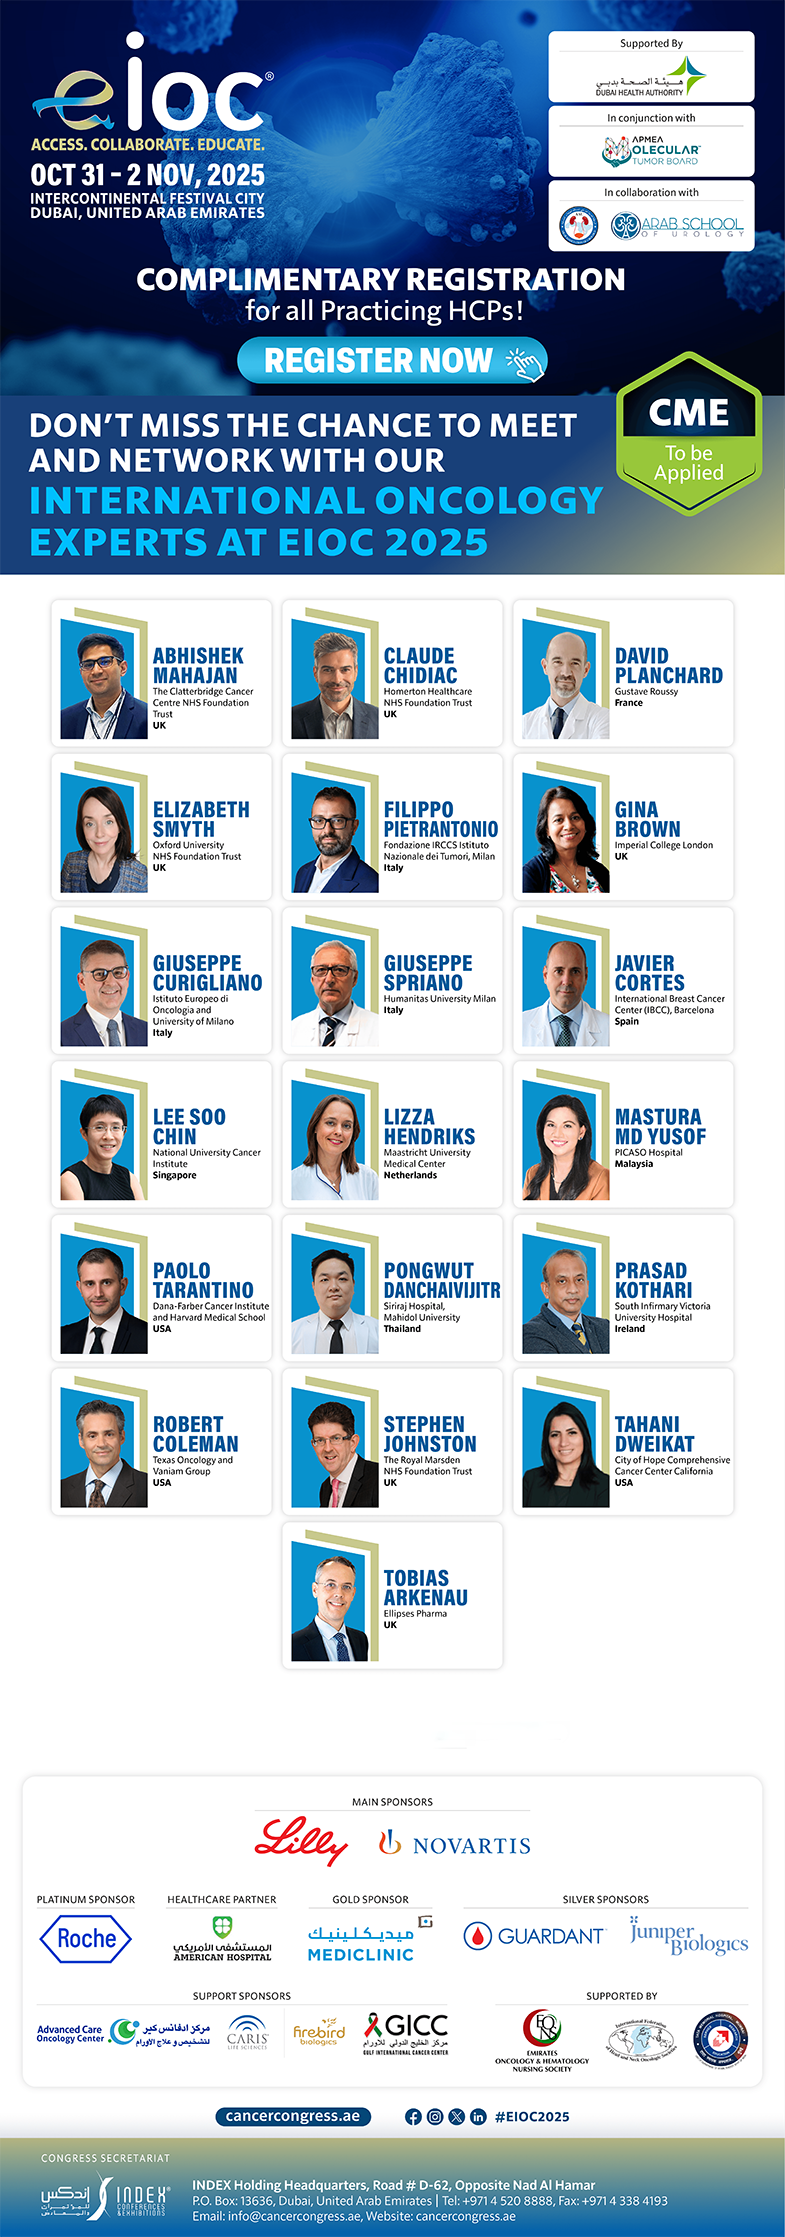 eioc®
ACCESS. COLLABORATE. EDUCATE.
OCT 31 - 2 NOV, 2025
INTERCONTINENTAL FESTIVAL CITY
DUBAI, UNITED ARAB EMIRATES
Supported By
هيئة الصحة بدبي
DUBAI HEALTH AUTHORITY
In conjunction with
APMEA
MOLECULAR
TUMOR BOARD
In collaboration with
ARAB SCHOOL
OF UROLOGY
COMPLIMENTARY REGISTRATION
for all Practicing HCPs!
REGISTER NOW
CME
To be
Applied
DON'T MISS THE CHANCE TO MEET
AND NETWORK WITH OUR
INTERNATIONAL ONCOLOGY
EXPERTS AT EIOC 2025
ABHISHEK
MAHAJAN
The Clatterbridge Cancer
Centre NHS Foundation
Trust
UK
CLAUDE
CHIDIAC
Homerton Healthcare
NHS Foundation Trust
UK
DAVID
PLANCHARD
Gustave Roussy
France
ELIZABETH
SMYTH
Oxford University
NHS Foundation Trust
UK
FILIPPO
PIETRANTONIO
Fondazione IRCCS Istituto
Nazionale dei Tumori, Milan
Italy
GINA
BROWN
Imperial College London
UK
GIUSEPPE
CURIGLIANO
Istituto Europeo di
Oncologia and
University of Milano
Italy
GIUSEPPE
SPRIANO
Humanitas University Milan
Italy
JAVIER
CORTES
International Breast Cancer
Center (IBCC), Barcelona
Spain
LEE SOO
CHIN
National University Cancer
Institute
Singapore
LIZZA
HENDRIKS
Maastricht University
Medical Center
Netherlands
MASTURA
MD YUSOF
PICASO Hospital
Malaysia
PAOLO
TARANTINO
Dana-Farber Cancer Institute
and Harvard Medical School
USA
PONGWUT
DANCHAIVIJITR
Siriraj Hospital,
Mahidol University
Thailand
PRASAD
KOTHARI
South Infirmary Victoria
University Hospital
Ireland
ROBERT
COLEMAN
Texas Oncology and
Vaniam Group
USA
STEPHEN
JOHNSTON
The Royal Marsden
NHS Foundation Trust
UK
TAHANI
DWEIKAT
City of Hope Comprehensive
Cancer Center California
USA
TOBIAS
ARKENAU
Ellipses Pharma
UK
MAIN SPONSORS
Lilly
NOVARTIS
PLATINUM SPONSOR
Roche
HEALTHCARE PARTNER
المستشفى الأمريكي
AMERICAN HOSPITAL
GOLD SPONSOR
ميديكلينيك
MEDICLINIC
SILVER SPONSORS
GUARDANT
Juniper
Biologics
SUPPORT SPONSORS
Advanced Care
Oncology Center
مركز ادفانس كير
للتشخيص و علاج الأورام
CARIS
LIFE SCIENCES
firebird
biologics
GICC
مركز الخليج الدولي للأورام
GULF INTERNATIONAL CANCER CENTER
SUPPORTED BY
EONS
EMIRATES
ONCOLOGY & HEMATOLOGY
NURSING SOCIETY
International Federation
of Head and Neck Oncology Societies
cancercongress.ae
#EIOC2025
CONGRESS SECRETARIAT
إندكس
للمؤتمرات
والمعارض
INDEX®
CONFERENCES
& EXHIBITIONS
INDEX Holding Headquarters, Road # D-62, Opposite Nad Al Hamar
P.O. Box: 13636, Dubai, United Arab Emirates | Tel: +971 4 520 8888, Fax: +971 4 338 4193
Email: info@cancercongress.ae, Website: cancercongress.ae